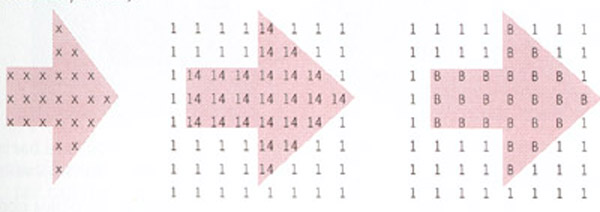 x 1 1 1 1 14 1 1 1 1 1 1 1 B 1 1 1
x x 1 1 1 1 14 14 1 1 1 1 1 1 B B 1 1
x x x x x x 1 14 14 14 14 14 14 1 1 B B B B B B 1
x x x x x x x 1 14 14 14 14 14 14 14 1 B B B B B B B
x x x x x x 1 14 14 14 14 14 14 1 1 B B B B B B 1
x x 1 1 1 1 14 14 1 1 1 1 1 1 B B 1 1
x 1 1 1 1 14 1 1 1 1 1 1 1 B 1 1 1
1 1 1 1 1 1 1 1 1 1 1 1 1 1 1 1